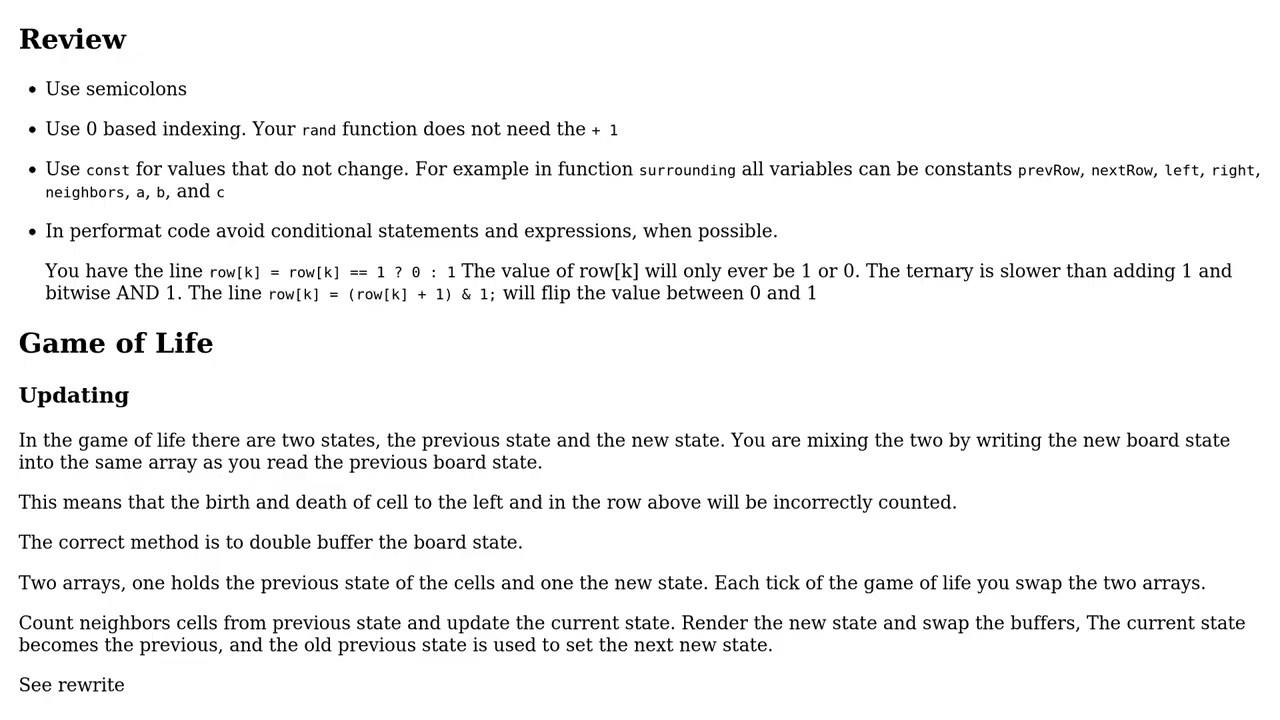 Review
• Use semicolons
• Use 0 based indexing. Your rand function does not need the + 1
• Use const for values that do not change. For example in function surrounding all variables can be constants prevRow, nextRow, left, right,
neighbors, a, b, and c
• In performat code avoid conditional statements and expressions, when possible.
You have the line row[k] = row[k] == 1 ? 0 : 1 The value of row[k] will only ever be 1 or 0. The ternary is slower than adding 1 and
bitwise AND 1. The line row[k] = (row[k] + 1) & 1; will flip the value between 0 and 1
Game of Life
Updating
In the game of life there are two states, the previous state and the new state. You are mixing the two by writing the new board state
into the same array as you read the previous board state.
This means that the birth and death of cell to the left and in the row above will be incorrectly counted.
The correct method is to double buffer the board state.
Two arrays, one holds the previous state of the cells and one the new state. Each tick of the game of life you swap the two arrays.
Count neighbors cells from previous state and update the current state. Render the new state and swap the buffers, The current state
becomes the previous, and the old previous state is used to set the next new state.
See rewrite